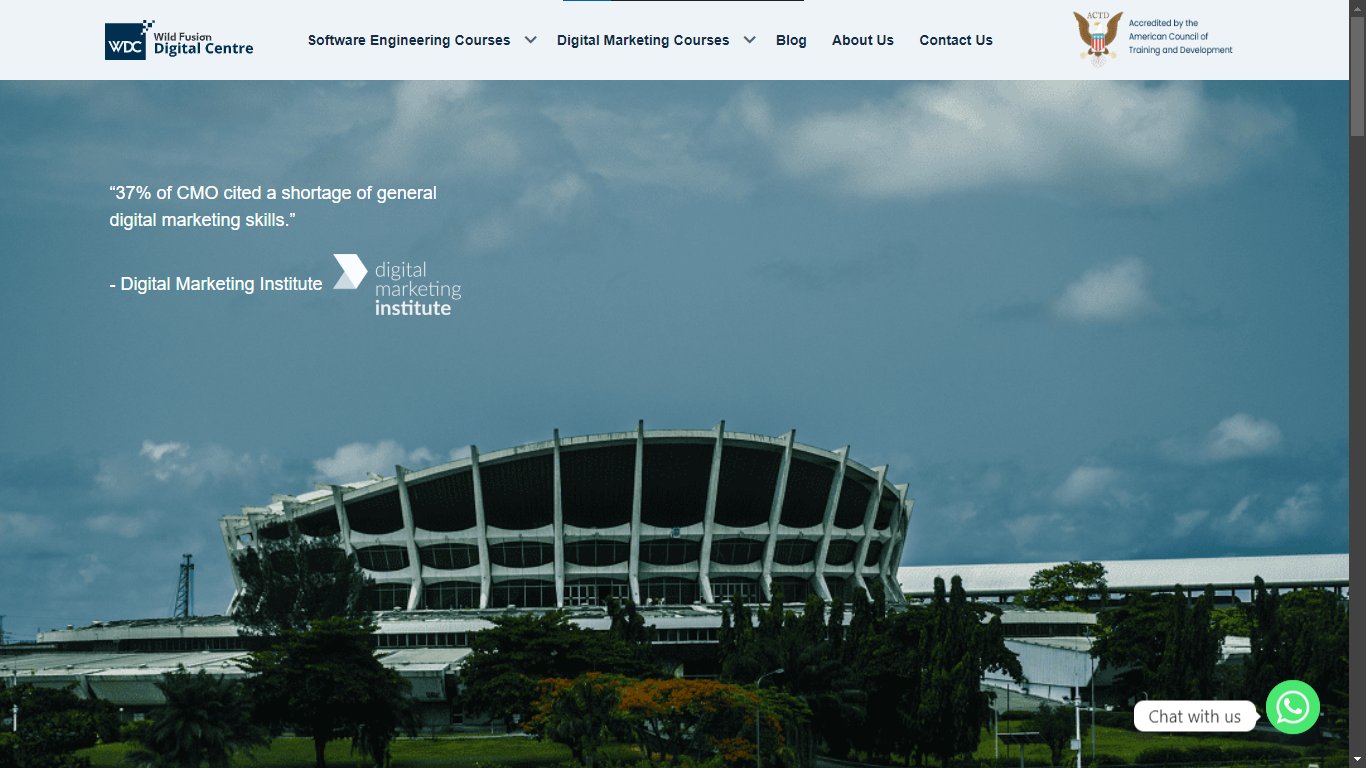 WDC
Wild Fusion
Digital Centre
Software Engineering Courses
Digital Marketing Courses
Blog
About Us
Contact Us
ACTD
Accredited by the
American Council of
Training and Development
“37% of CMO cited a shortage of general
digital marketing skills.”
- Digital Marketing Institute
digital
marketing
institute
Chat with us